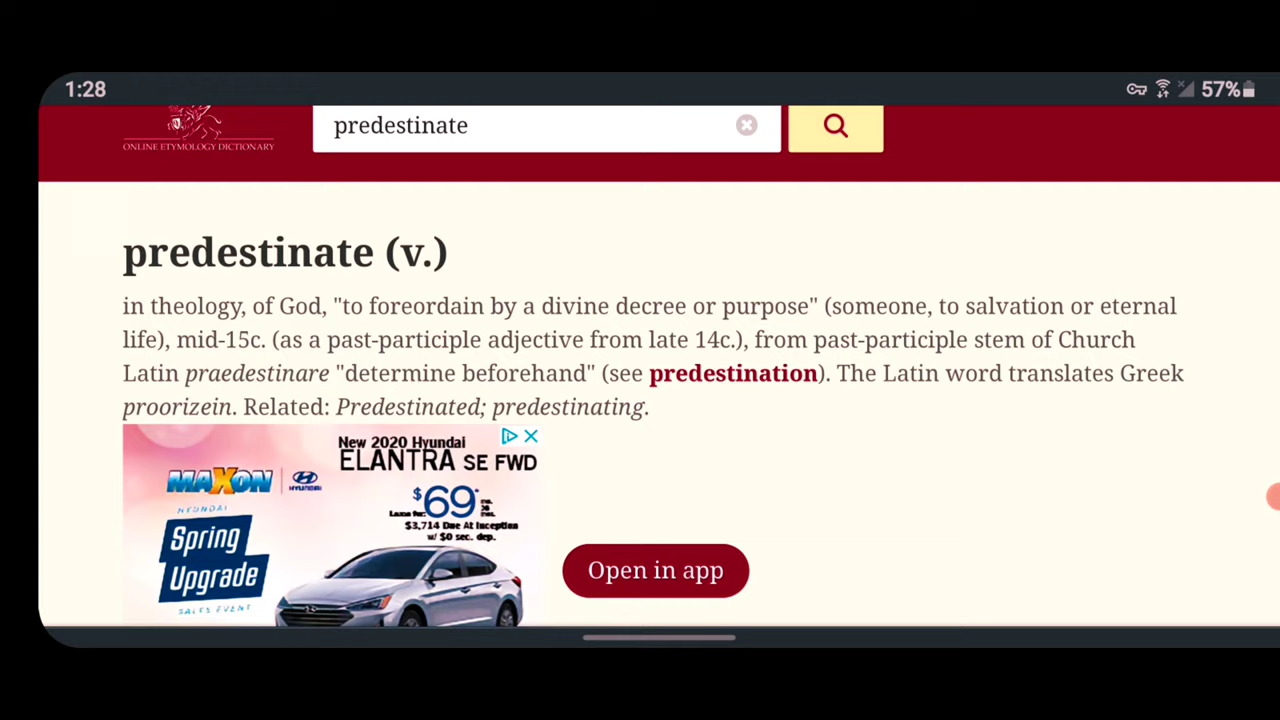 1:28
57%
predestinate
ONLINE ETYMOLOGY DICTIONARY
predestinate (v.)
in theology, of God, "to foreordain by a divine decree or purpose" (someone, to salvation or eternal
life), mid-15c. (as a past-participle adjective from late 14c.), from past-participle stem of Church
Latin praedestinare "determine beforehand" (see predestination). The Latin word translates Greek
proorizein. Related: Predestinated; predestinating.
New 2020 Hyundai
ELANTRA SE FWD
MAXON
HYUNDAI
HYUNDAI
$69*
Lease for:
$3,714 Due At Inception
w/ $0 sec. dep.
Spring
Upgrade
SALES EVENT
Open in app